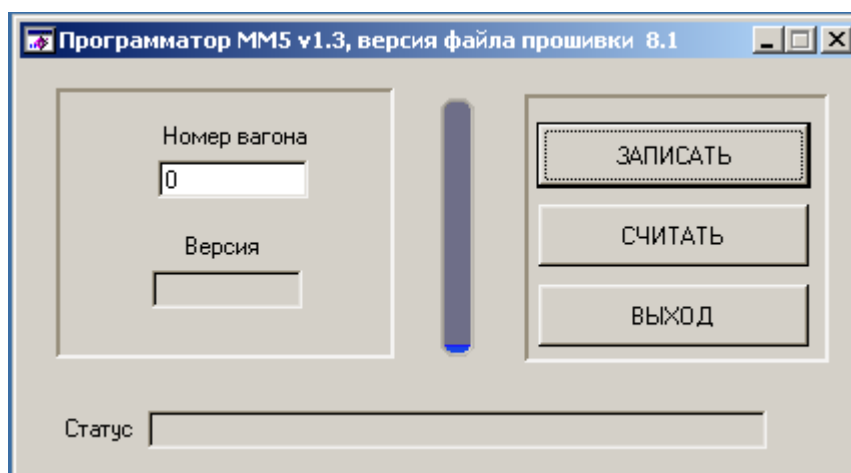 Программатор ММ5 v1.3, версия файла прошивки 8.1
Номер вагона
0
Версия
ЗАПИСАТЬ
СЧИТАТЬ
ВЫХОД
Статус